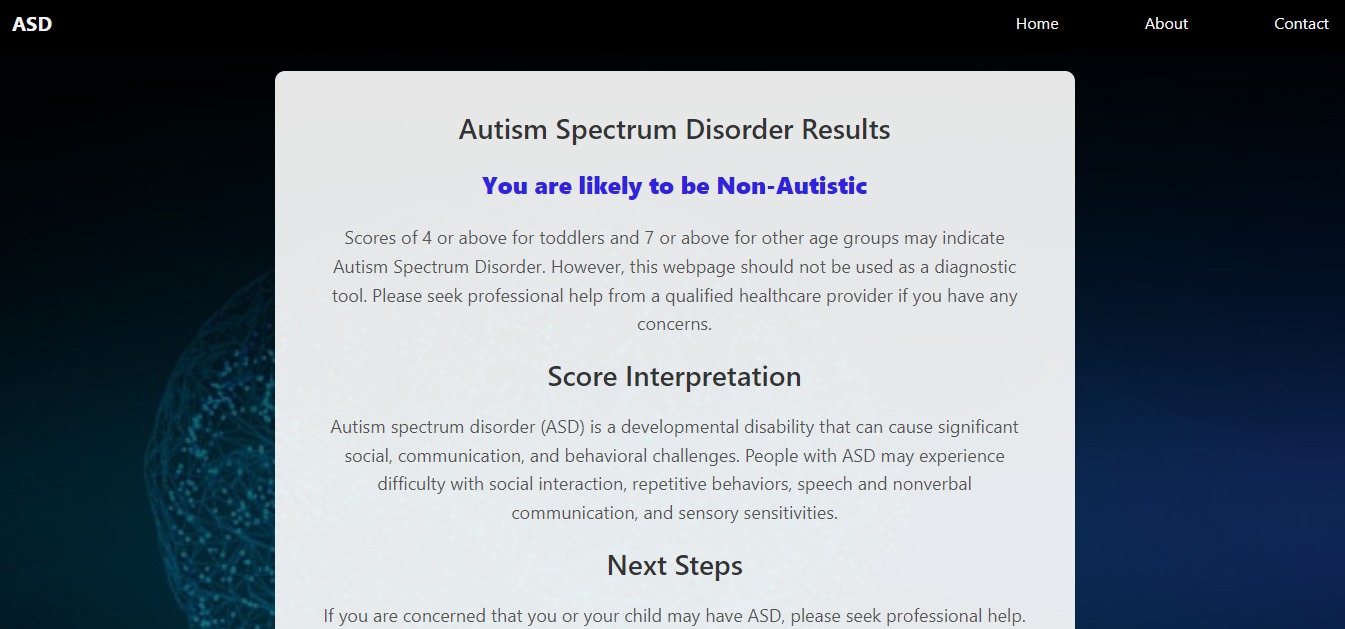 ASD
Home
About
Contact
Autism Spectrum Disorder Results
You are likely to be Non-Autistic
Scores of 4 or above for toddlers and 7 or above for other age groups may indicate
Autism Spectrum Disorder. However, this webpage should not be used as a diagnostic
tool. Please seek professional help from a qualified healthcare provider if you have any
concerns.
Score Interpretation
Autism spectrum disorder (ASD) is a developmental disability that can cause significant
social, communication, and behavioral challenges. People with ASD may experience
difficulty with social interaction, repetitive behaviors, speech and nonverbal
communication, and sensory sensitivities.
Next Steps
If you are concerned that you or your child may have ASD, please seek professional help.